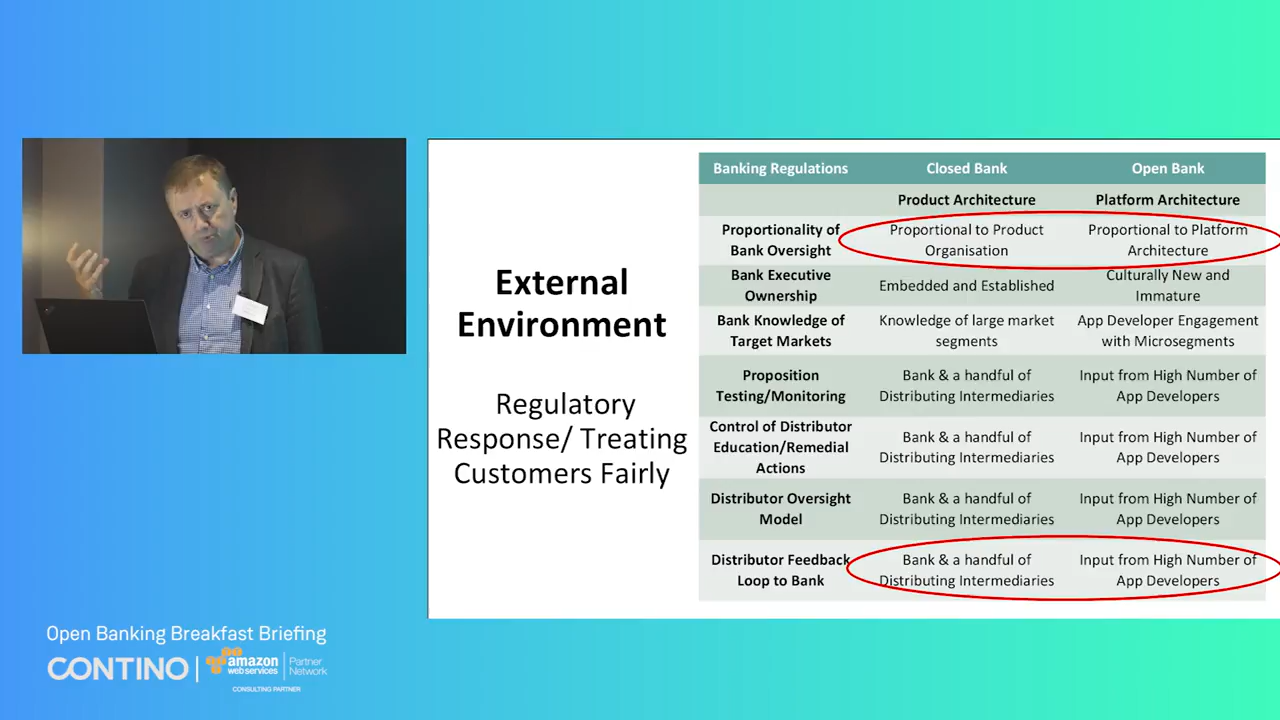 External
Environment
Regulatory
Response/ Treating
Customers Fairly
Banking Regulations
Closed Bank
Open Bank
Product Architecture
Platform Architecture
Proportionality of
Bank Oversight
Proportional to Product
Organisation
Proportional to Platform
Architecture
Bank Executive
Ownership
Embedded and Established
Culturally New and
Immature
Bank Knowledge of
Target Markets
Knowledge of large market
segments
App Developer Engagement
with Microsegments
Proposition
Testing/Monitoring
Bank & a handful of
Distributing Intermediaries
Input from High Number of
App Developers
Control of Distributor
Education/Remedial
Actions
Bank & a handful of
Distributing Intermediaries
Input from High Number of
App Developers
Distributor Oversight
Model
Bank & a handful of
Distributing Intermediaries
Input from High Number of
App Developers
Distributor Feedback
Loop to Bank
Bank & a handful of
Distributing Intermediaries
Input from High Number of
App Developers
Open Banking Breakfast Briefing
CONTINO
amazon
web services
Partner
Network
CONSULTING PARTNER